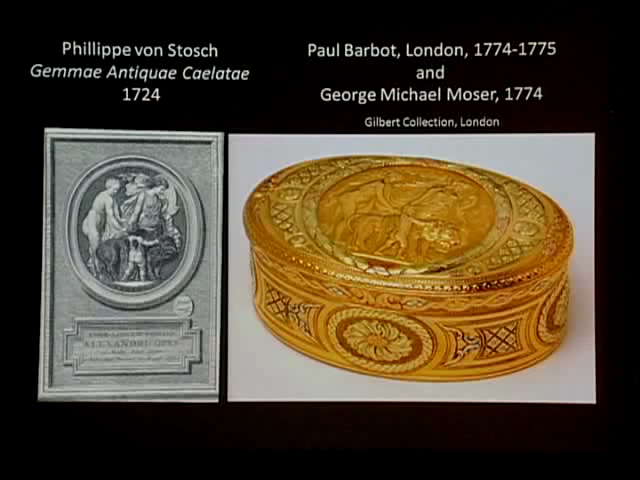 Phillippe von Stosch
Gemmae Antiquae Caelatae
1724
Paul Barbot, London, 1774-1775
and
George Michael Moser, 1774
Gilbert Collection, London